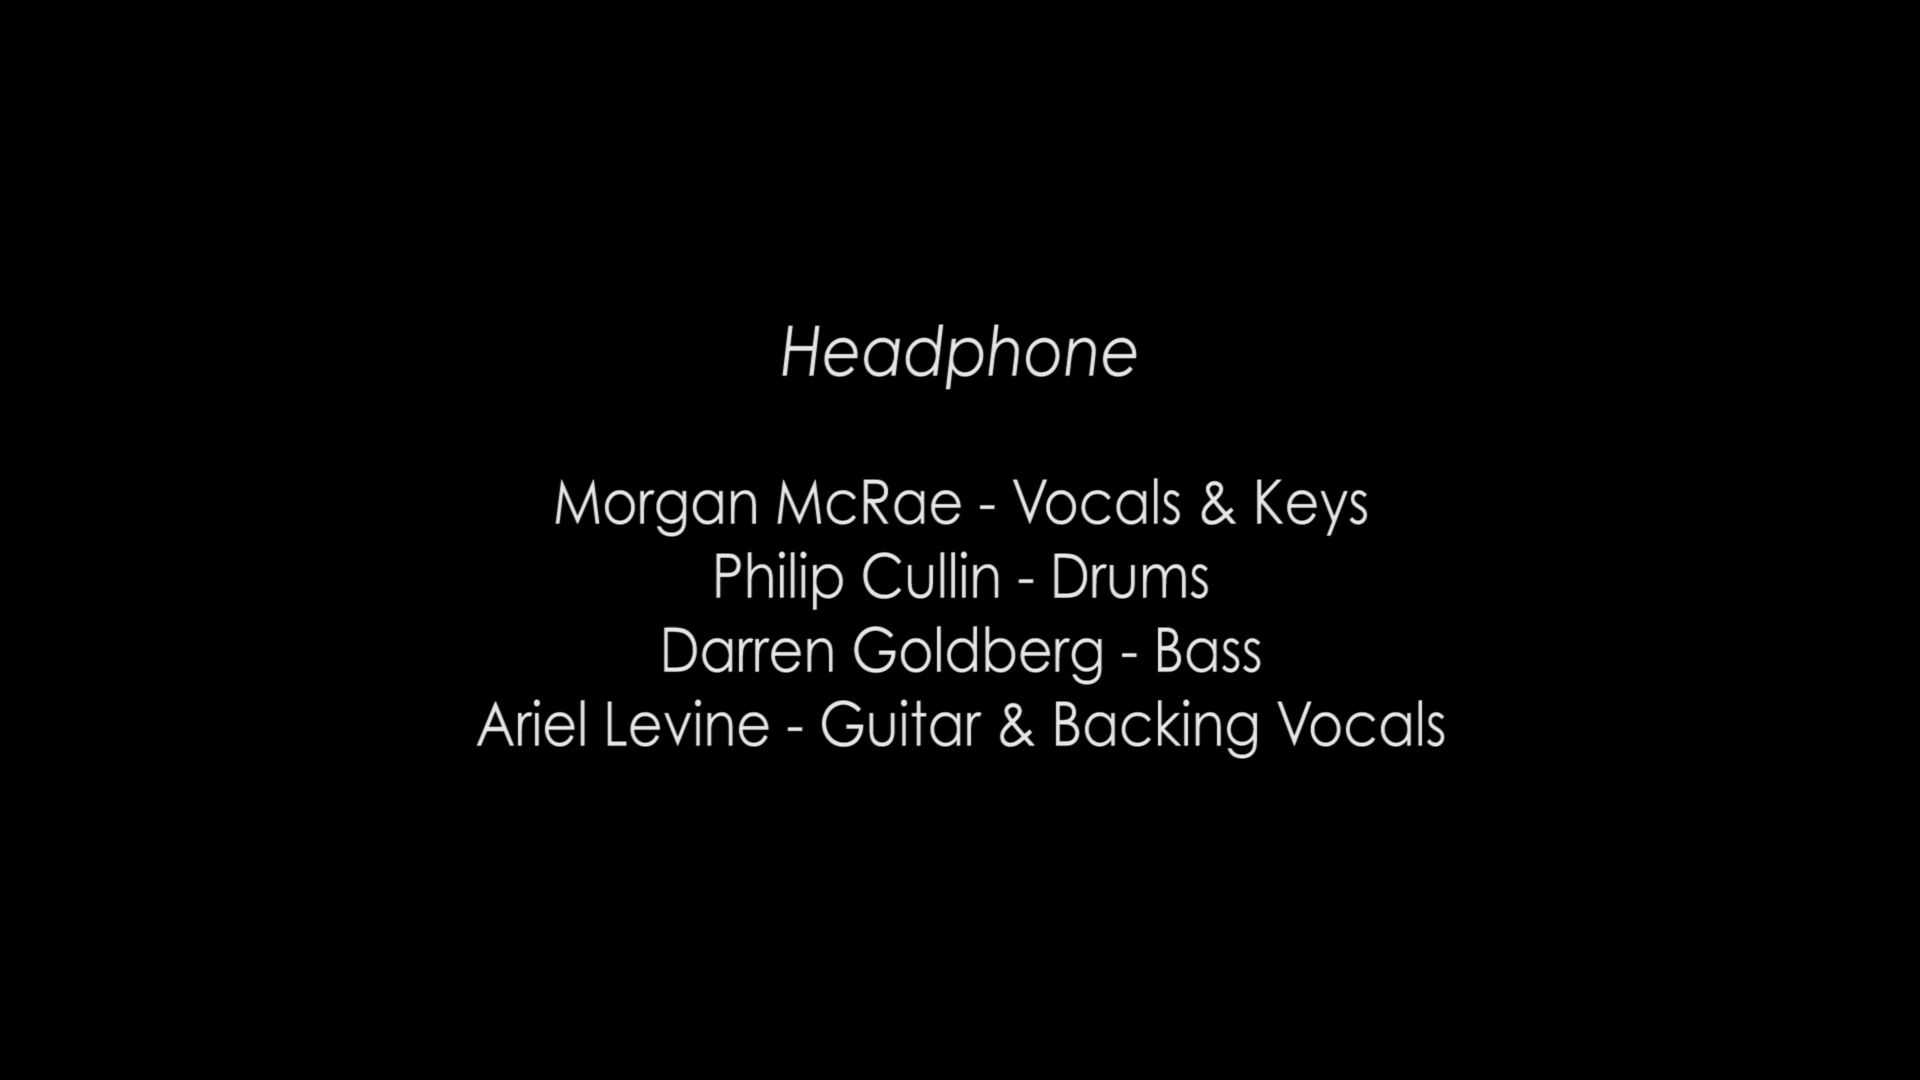 Headphone
Morgan McRae - Vocals & Keys
Philip Cullin - Drums
Darren Goldberg - Bass
Ariel Levine - Guitar & Backing Vocals